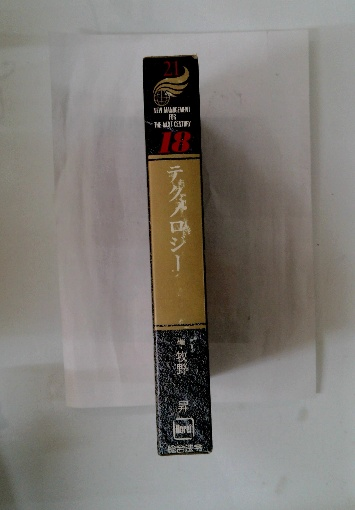 21
NEW MANAGEMENT
FOR
THE NEXT CENTURY
18
テクノロジー
編・牧野 昇
総合法令